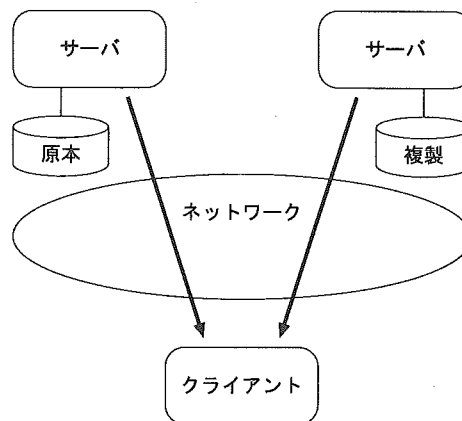 サーバ
サーバ
原本
複製
ネットワーク
クライアント